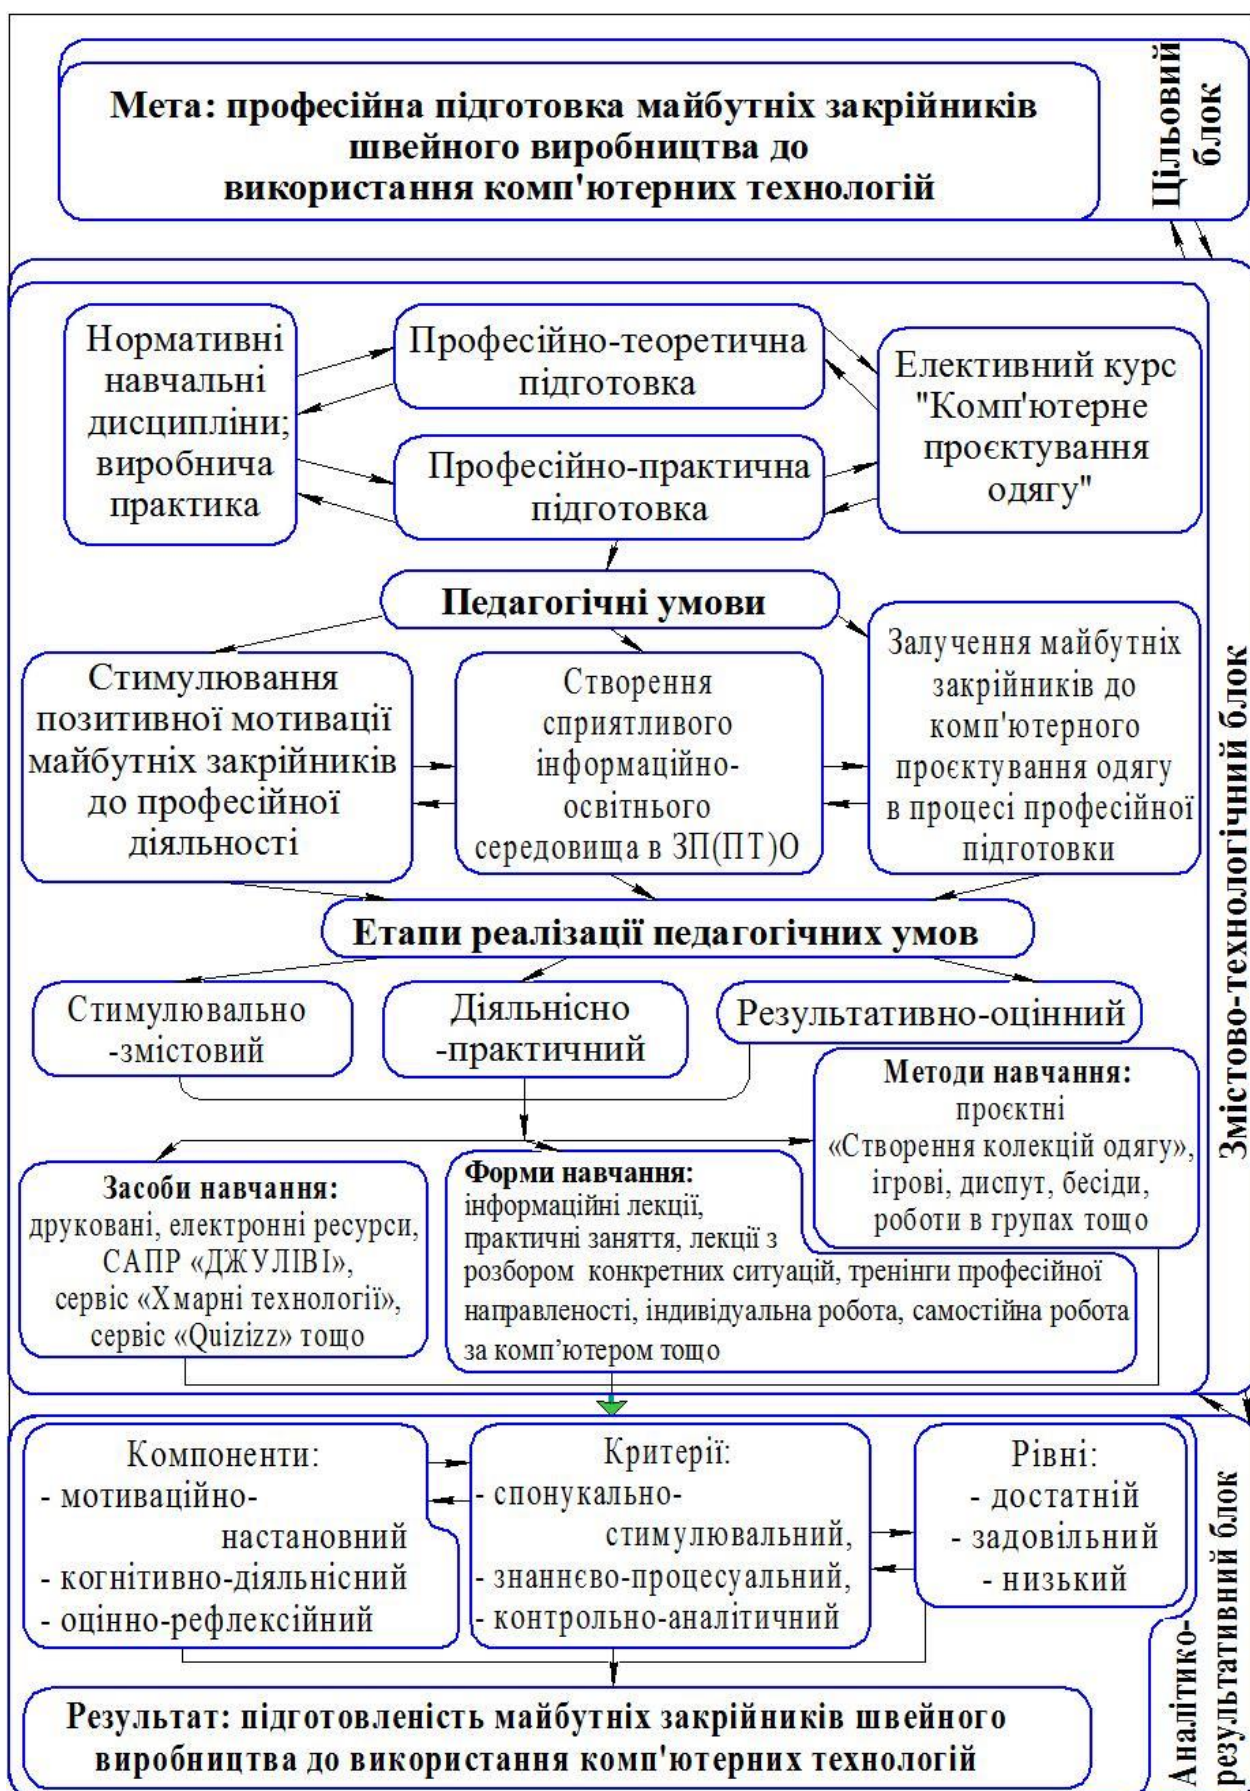 Мета: професійна підготовка майбутніх закрійників
швейного виробництва до
використання комп'ютерних технологій
Цільовий
блок
Нормативні
навчальні
дисципліни;
виробнича
практика
Професійно-теоретична
підготовка
Професійно-практична
підготовка
Елективний курс
"Комп'ютерне
проєктування
одягу"
Педагогічні умови
Стимулювання
позитивної мотивації
майбутніх закрійників
до професійної
діяльності
Створення
сприятливого
інформаційно-
освітнього
середовища в ЗП(ПТ)О
Залучення майбутніх
закрійників до
комп'ютерного
проєктування одягу
в процесі професійної
підготовки
Етапи реалізації педагогічних умов
Стимулювально
-змістовий
Діяльнісно
-практичний
Результативно-оцінний
Методи навчання:
проєктні
«Створення колекцій одягу»,
ігрові, диспут, бесіди,
роботи в групах тощо
Засоби навчання:
друковані, електронні ресурси,
САПР «ДЖУЛІВІ»,
сервіс «Хмарні технології»,
сервіс «Quizizz» тощо
Форми навчання:
інформаційні лекції,
практичні заняття, лекції з
розбором конкретних ситуацій, тренінги професійної
направленості, індивідуальна робота, самостійна робота
за комп’ютером тощо
Змістово-технологічний блок
Компоненти:
- мотиваційно-
настановний
- когнітивно-діяльнісний
- оцінно-рефлексійний
Критерії:
- спонукально-
стимулювальний,
- знаннєво-процесуальний,
- контрольно-аналітичний
Рівні:
- достатній
- задовільний
- низький
Аналітико-
результативний блок
Результат: підготовленість майбутніх закрійників швейного
виробництва до використання комп'ютерних технологій